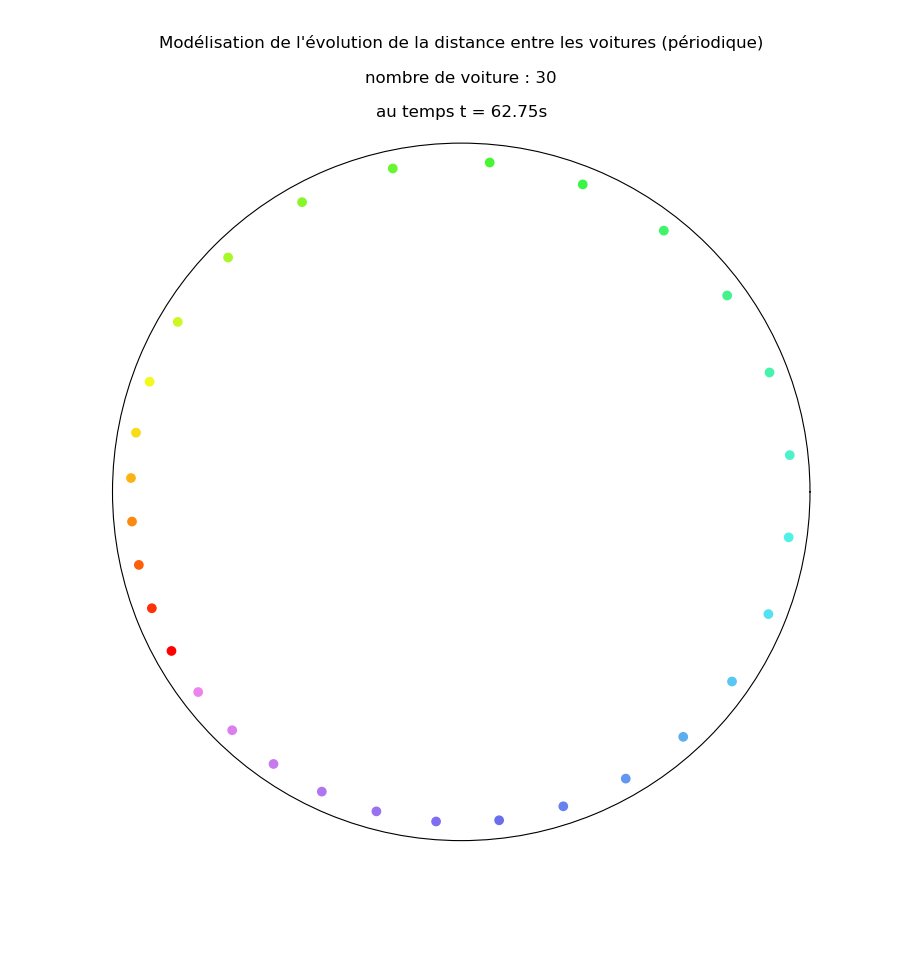 Modélisation de l'évolution de la distance entre les voitures (périodique)
nombre de voiture : 30
au temps t = 62.75s